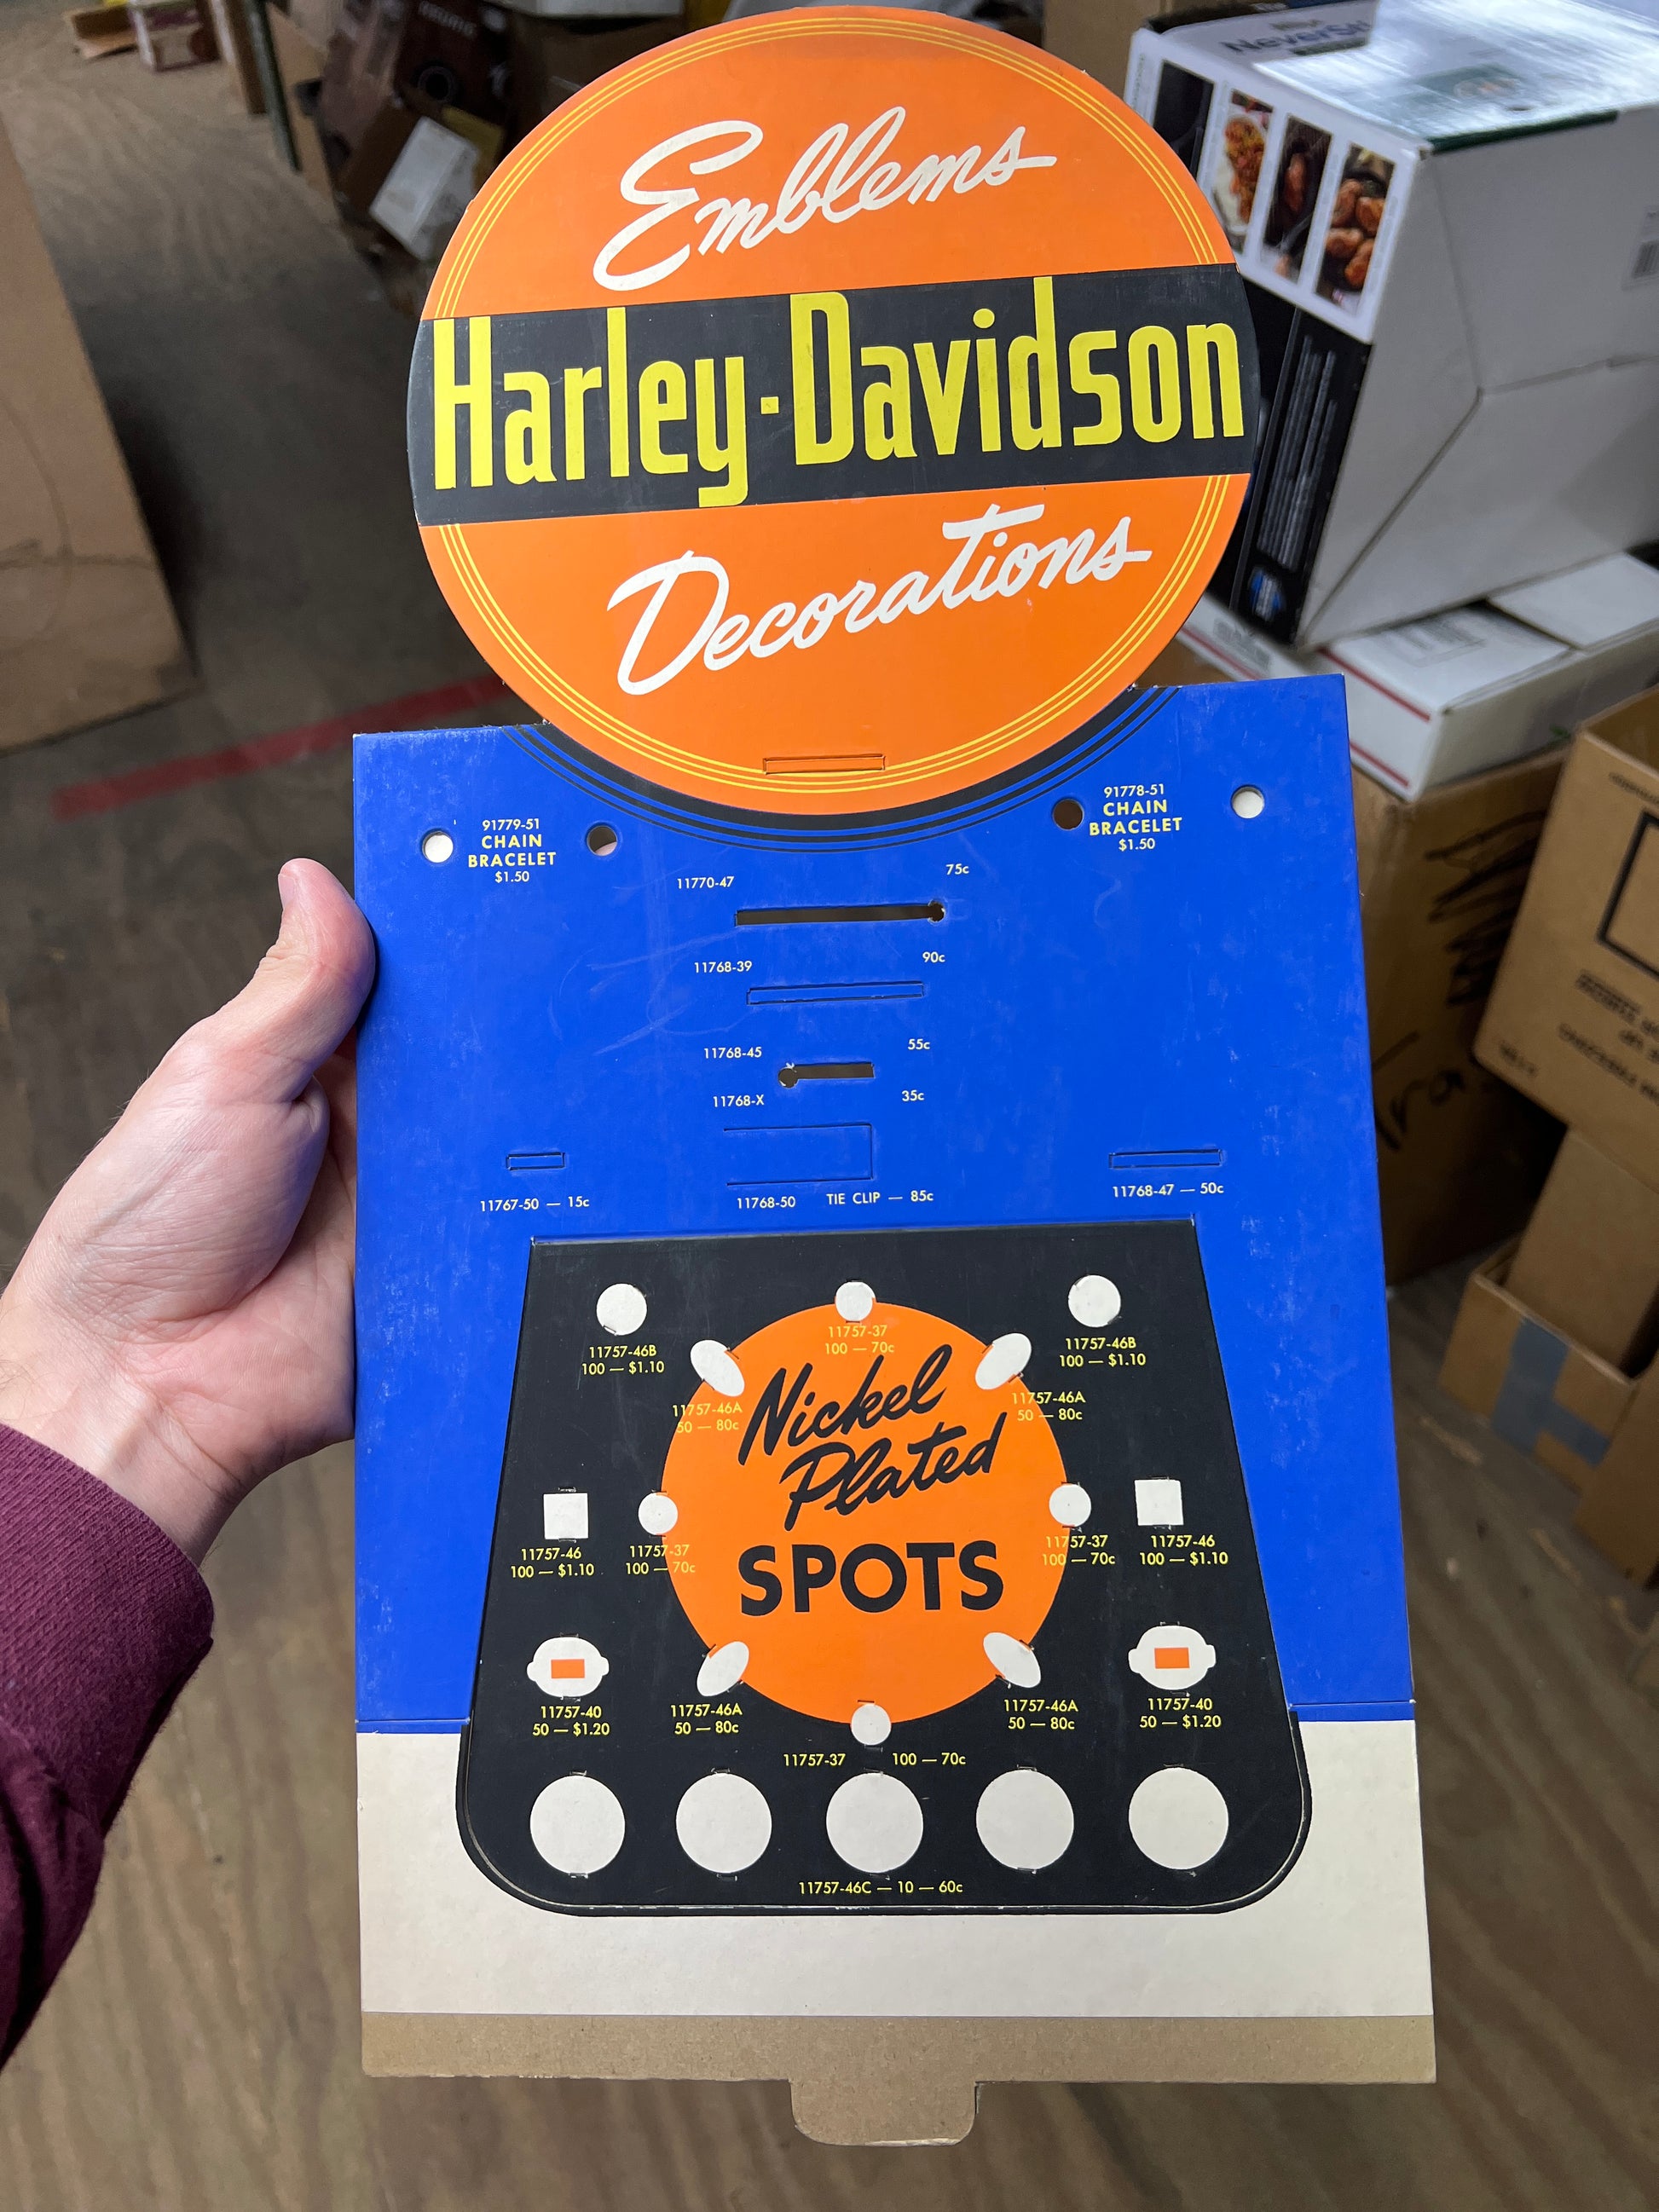 Emblems
Harley-Davidson
Decorations
91779-51
CHAIN
BRACELET
$1.50
91778-51
CHAIN
BRACELET
$1.50
11770-47 75c
11768-39 90c
11768-45 55c
11768-X 35c
11767-50 — 15c
11768-50 TIE CLIP — 85c
11768-47 — 50c
11757-46B
100 — $1.10
11757-37
100 — 70c
11757-46B
100 — $1.10
11757-46A
50 — 80c
11757-46A
50 — 80c
Nickel
Plated
SPOTS
11757-46
100 — $1.10
11757-37
100 — 70c
11757-37
100 — 70c
11757-46
100 — $1.10
11757-40
50 — $1.20
11757-46A
50 — 80c
11757-46A
50 — 80c
11757-40
50 — $1.20
11757-37 100 — 70c
11757-46C — 10 — 60c